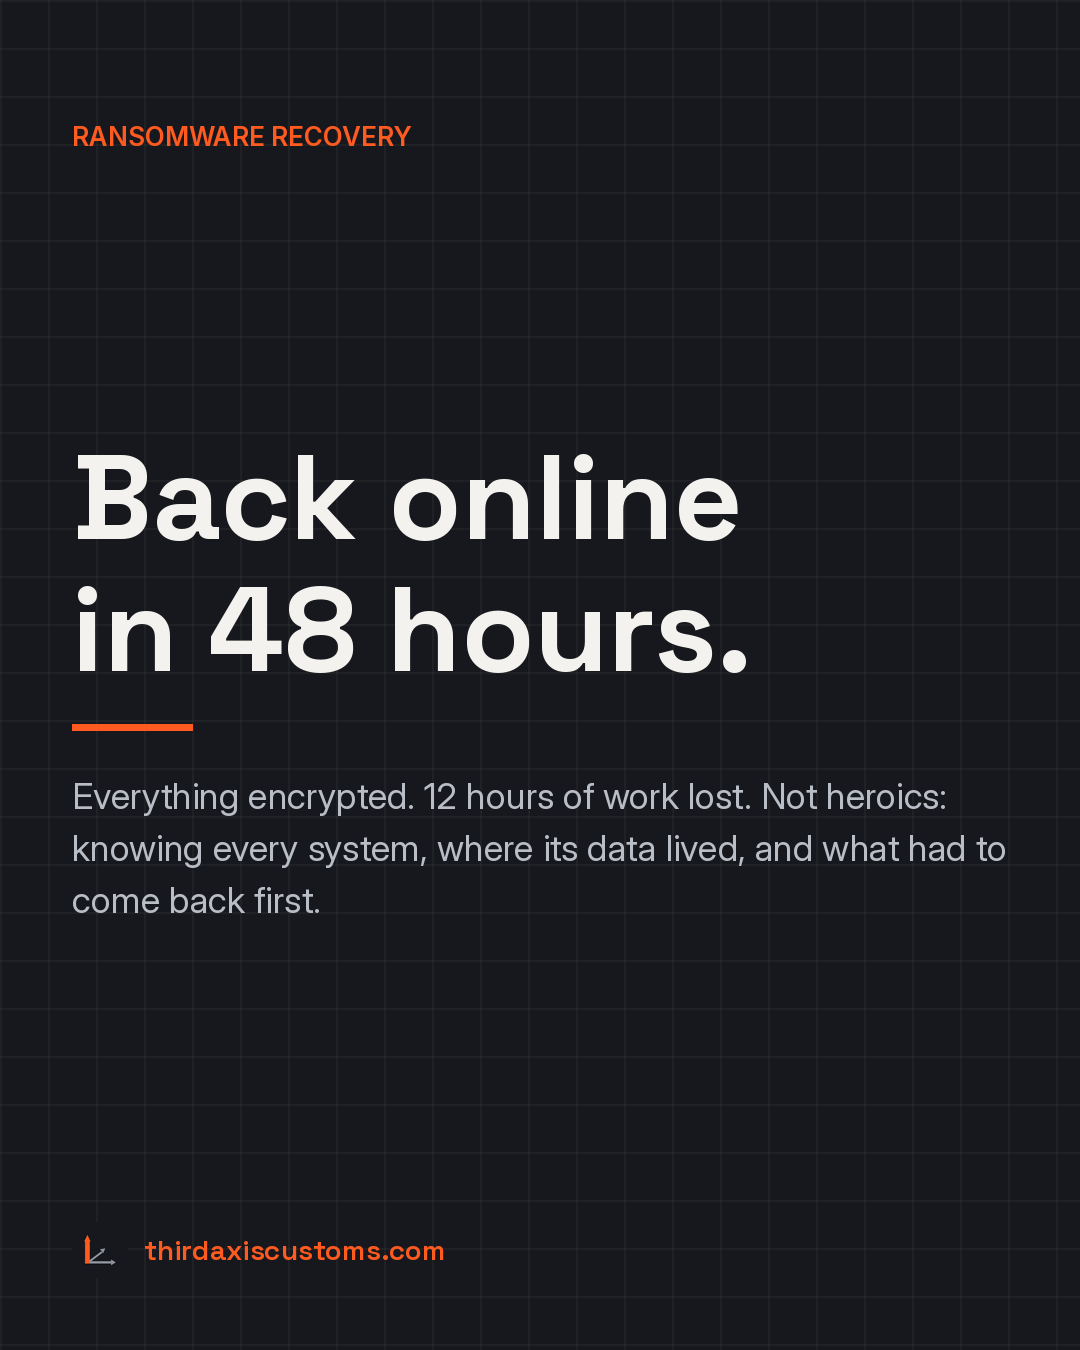 RANSOMWARE RECOVERY
Back online
in 48 hours.
Everything encrypted. 12 hours of work lost. Not heroics:
knowing every system, where its data lived, and what had to
come back first.
thirdaxiscustoms.com